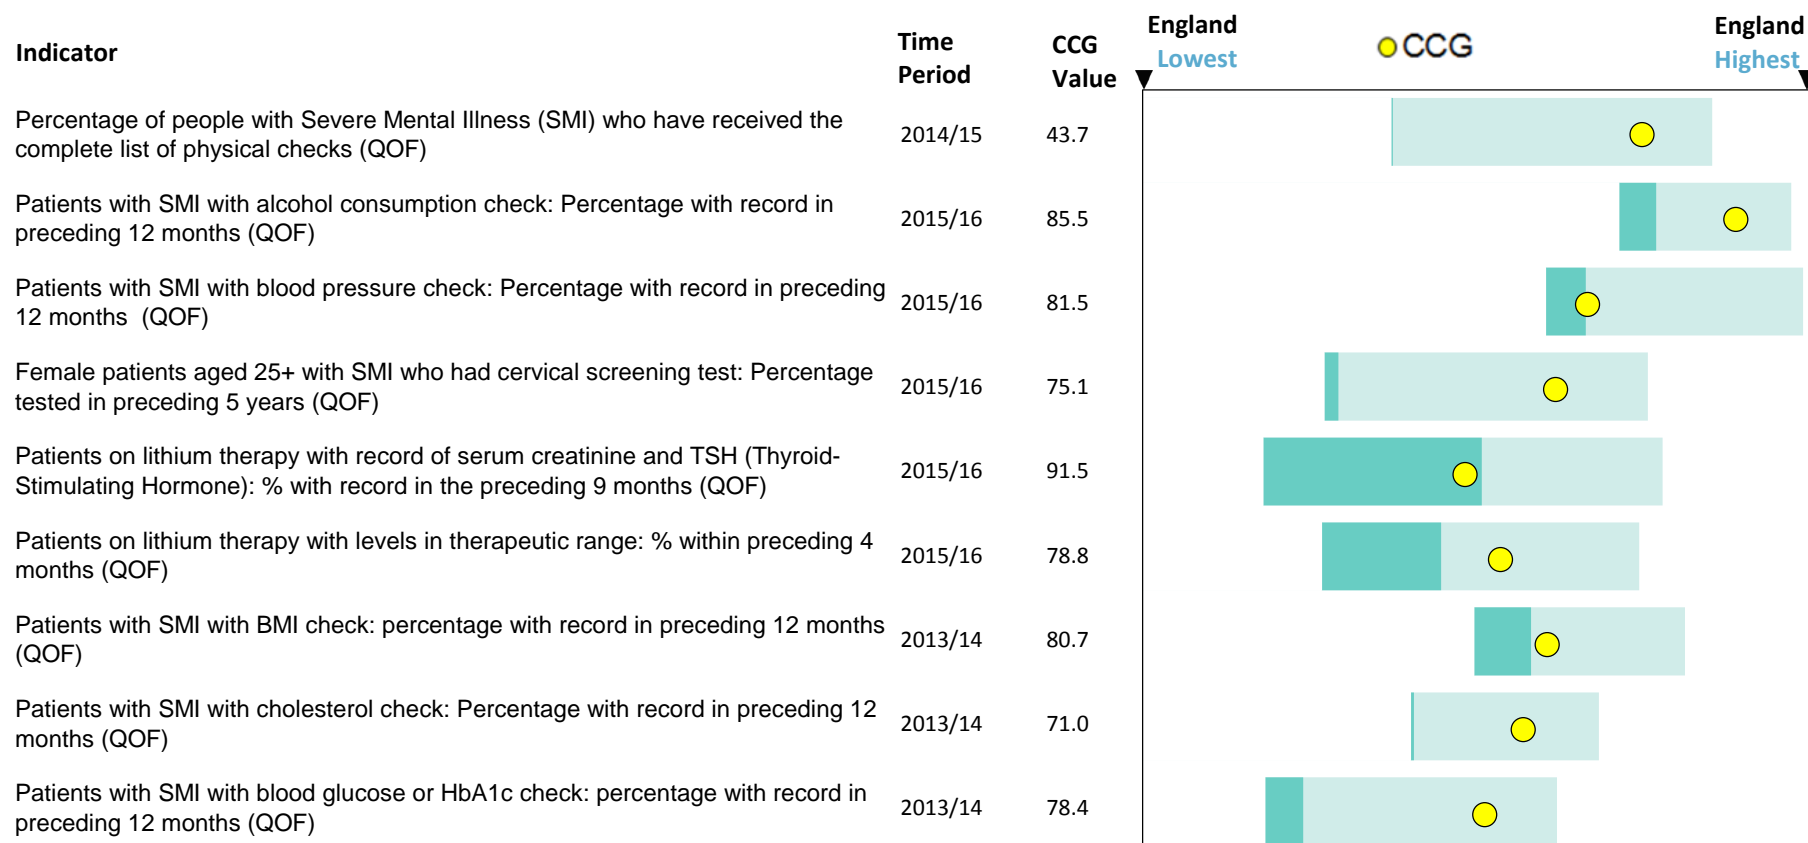 Indicator
Time
Period
CCG
Value
England
Lowest
CCG
England
Highest
Percentage of people with Severe Mental Illness (SMI) who have received the
complete list of physical checks (QOF)
2014/15
43.7
Patients with SMI with alcohol consumption check: Percentage with record in
preceding 12 months (QOF)
2015/16
85.5
Patients with SMI with blood pressure check: Percentage with record in preceding
12 months  (QOF)
2015/16
81.5
Female patients aged 25+ with SMI who had cervical screening test: Percentage
tested in preceding 5 years (QOF)
2015/16
75.1
Patients on lithium therapy with record of serum creatinine and TSH (Thyroid-
Stimulating Hormone): % with record in the preceding 9 months (QOF)
2015/16
91.5
Patients on lithium therapy with levels in therapeutic range: % within preceding 4
months (QOF)
2015/16
78.8
Patients with SMI with BMI check: percentage with record in preceding 12 months
(QOF)
2013/14
80.7
Patients with SMI with cholesterol check: Percentage with record in preceding 12
months (QOF)
2013/14
71.0
Patients with SMI with blood glucose or HbA1c check: percentage with record in
preceding 12 months (QOF)
2013/14
78.4